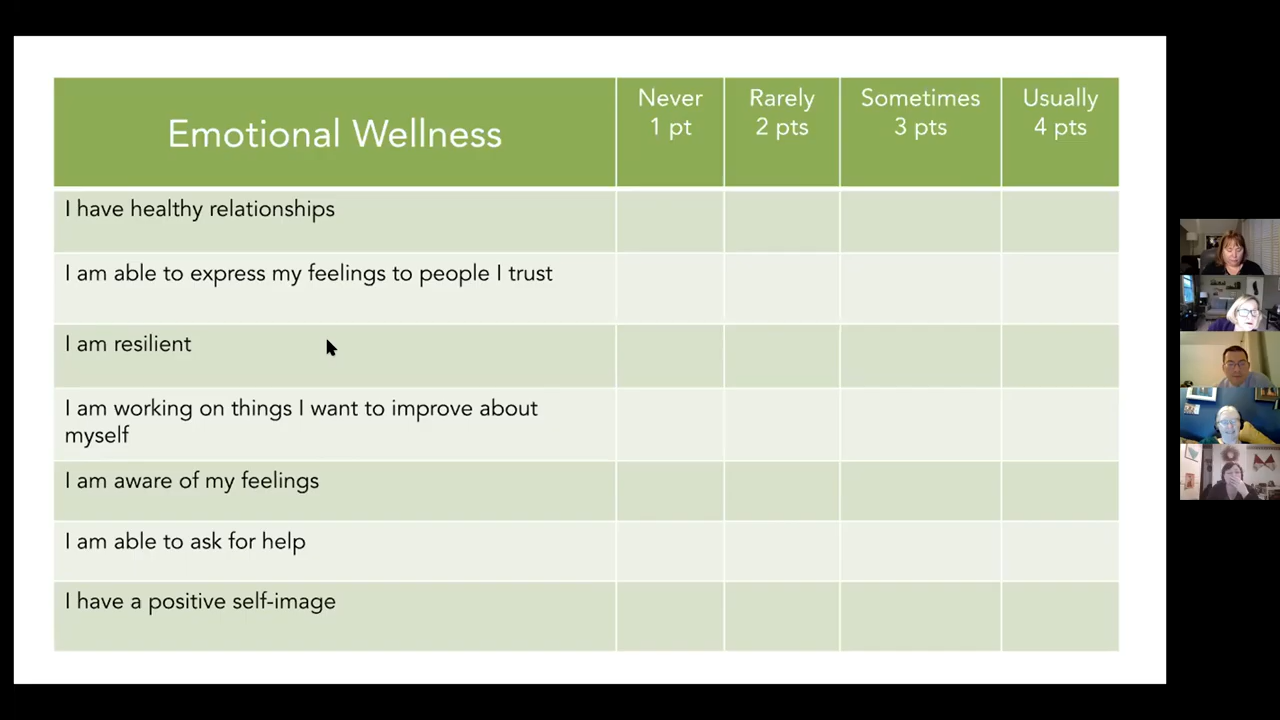 Emotional Wellness
Never
1 pt
Rarely
2 pts
Sometimes
3 pts
Usually
4 pts
I have healthy relationships
I am able to express my feelings to people I trust
I am resilient
I am working on things I want to improve about
myself
I am aware of my feelings
I am able to ask for help
I have a positive self-image